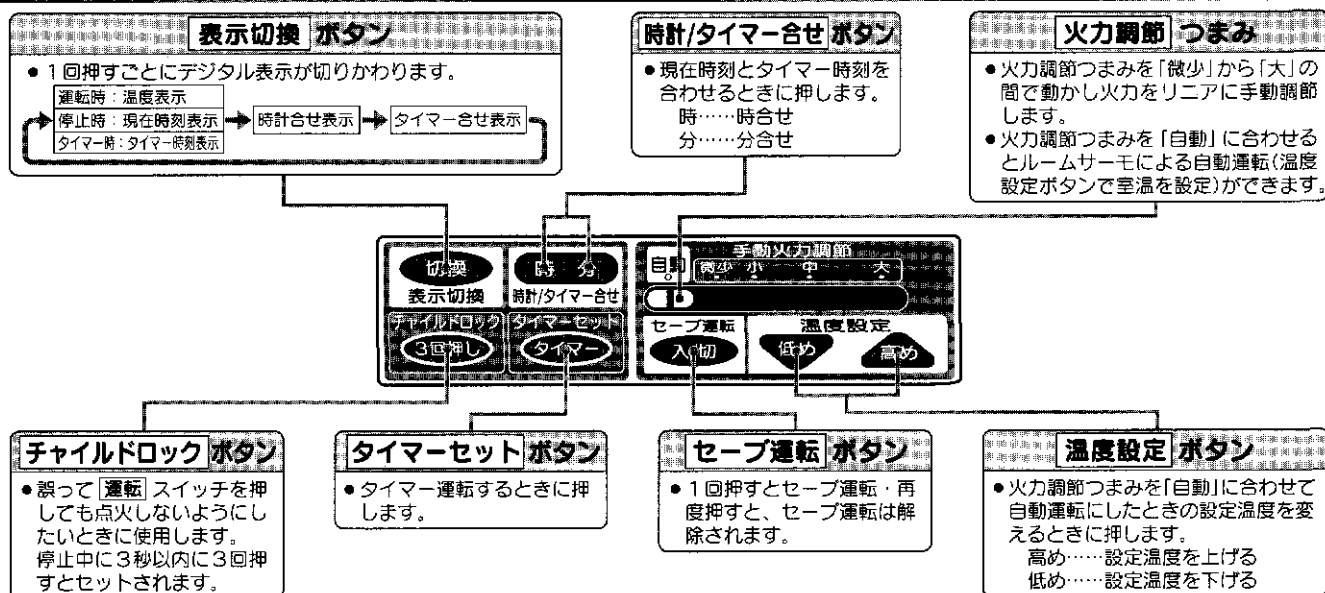 表示切換 ボタン
●1回押すごとにデジタル表示が切りかわります。
運転時：温度表示
停止時：現在時刻表示
タイマー時：タイマー時刻表示
時計合せ表示
タイマー合せ表示
時計/タイマー合せ ボタン
●現在時刻とタイマー時刻を
合わせるときに押します。
時……時合せ
分……分合せ
火力調節 つまみ
●火力調節つまみを「微少」から「大」の
間で動かし火力をリニアに手動調節
します。
●火力調節つまみを「自動」に合わせる
とルームサーモによる自動運転(温度
設定ボタンで室温を設定)ができます。
切換
表示切換
時 分
時計/タイマー合せ
チャイルドロック
3回押し
タイマーセット
タイマー
手動火力調節
自動
微少 小 中 大
セーブ運転
入/切
温度設定
低め
高め
チャイルドロック ボタン
●誤って 運転 スイッチを押
しても点火しないようにし
たいときに使用します。
停止中に3秒以内に3回押
すとセットされます。
タイマーセット ボタン
●タイマー運転するときに押
します。
セーブ運転 ボタン
●1回押すとセーブ運転・再
度押すと、セーブ運転は解
除されます。
温度設定 ボタン
●火力調節つまみを「自動」に合わせて
自動運転にしたときの設定温度を変
えるときに押します。
高め……設定温度を上げる
低め……設定温度を下げる